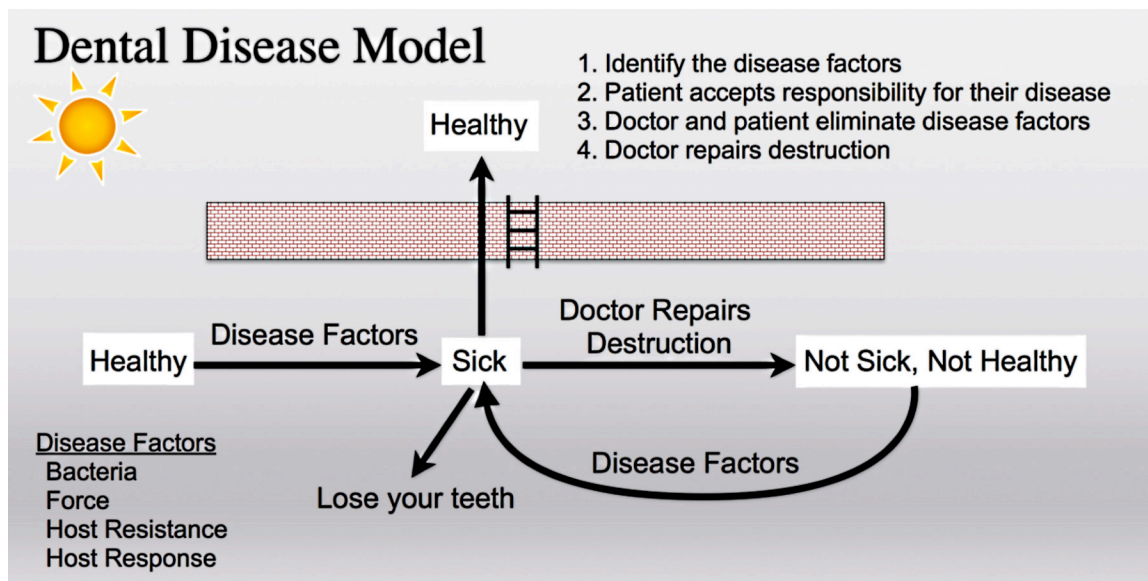 Dental Disease Model
1. Identify the disease factors
2. Patient accepts responsibility for their disease
3. Doctor and patient eliminate disease factors
4. Doctor repairs destruction
Healthy
Healthy
Disease Factors
Sick
Doctor Repairs
Destruction
Not Sick, Not Healthy
Disease Factors
Lose your teeth
Disease Factors
Bacteria
Force
Host Resistance
Host Response